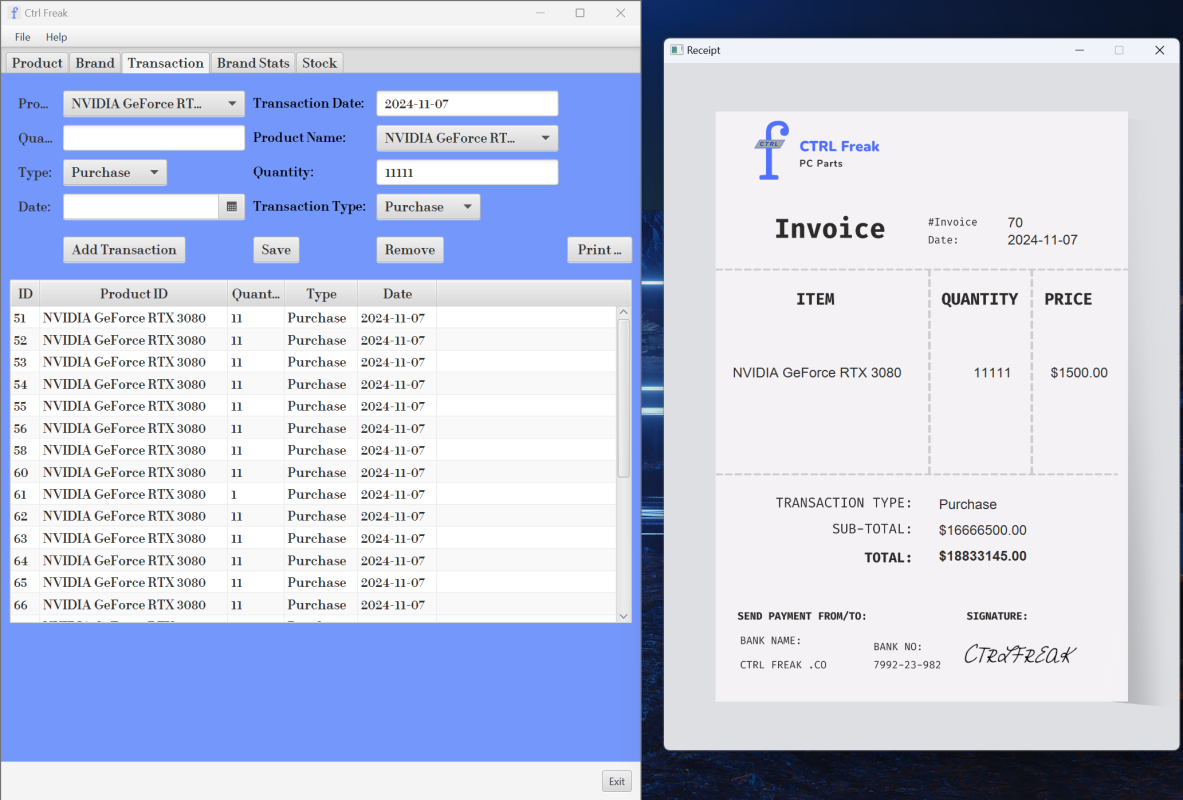 Ctrl Freak
File Help
Product Brand Transaction Brand Stats Stock
Pro... NVIDIA GeForce RT... Transaction Date: 2024-11-07
Qua... Product Name: NVIDIA GeForce RT...
Type: Purchase Quantity: 11111
Date: Transaction Type: Purchase
Add Transaction Save Remove Print ...
ID Product ID Quant... Type Date
51 NVIDIA GeForce RTX 3080 11 Purchase 2024-11-07
52 NVIDIA GeForce RTX 3080 11 Purchase 2024-11-07
53 NVIDIA GeForce RTX 3080 11 Purchase 2024-11-07
54 NVIDIA GeForce RTX 3080 11 Purchase 2024-11-07
55 NVIDIA GeForce RTX 3080 11 Purchase 2024-11-07
56 NVIDIA GeForce RTX 3080 11 Purchase 2024-11-07
58 NVIDIA GeForce RTX 3080 11 Purchase 2024-11-07
60 NVIDIA GeForce RTX 3080 11 Purchase 2024-11-07
61 NVIDIA GeForce RTX 3080 1 Purchase 2024-11-07
62 NVIDIA GeForce RTX 3080 11 Purchase 2024-11-07
63 NVIDIA GeForce RTX 3080 11 Purchase 2024-11-07
64 NVIDIA GeForce RTX 3080 11 Purchase 2024-11-07
65 NVIDIA GeForce RTX 3080 11 Purchase 2024-11-07
66 NVIDIA GeForce RTX 3080 11 Purchase 2024-11-07
Exit
Receipt
f CTRL
CTRL Freak
PC Parts
Invoice
#Invoice 70
Date: 2024-11-07
ITEM QUANTITY PRICE
NVIDIA GeForce RTX 3080 11111 $1500.00
TRANSACTION TYPE: Purchase
SUB-TOTAL: $16666500.00
TOTAL: $18833145.00
SEND PAYMENT FROM/TO: SIGNATURE:
BANK NAME: BANK NO:
CTRL FREAK .CO 7992-23-982
CTRLFREAK